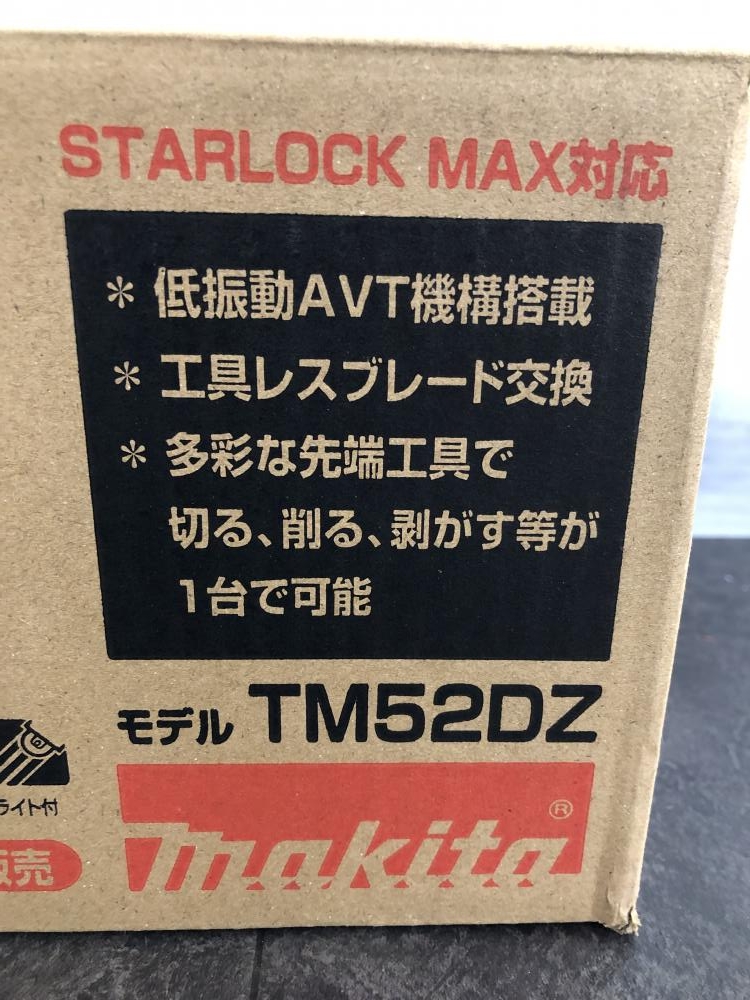 STARLOCK MAX対応
* 低振動AVT機構搭載
* 工具レスブレード交換
* 多彩な先端工具で
切る、削る、剥がす等が
1台で可能
モデル TM52DZ
ライト付
販売
makita®